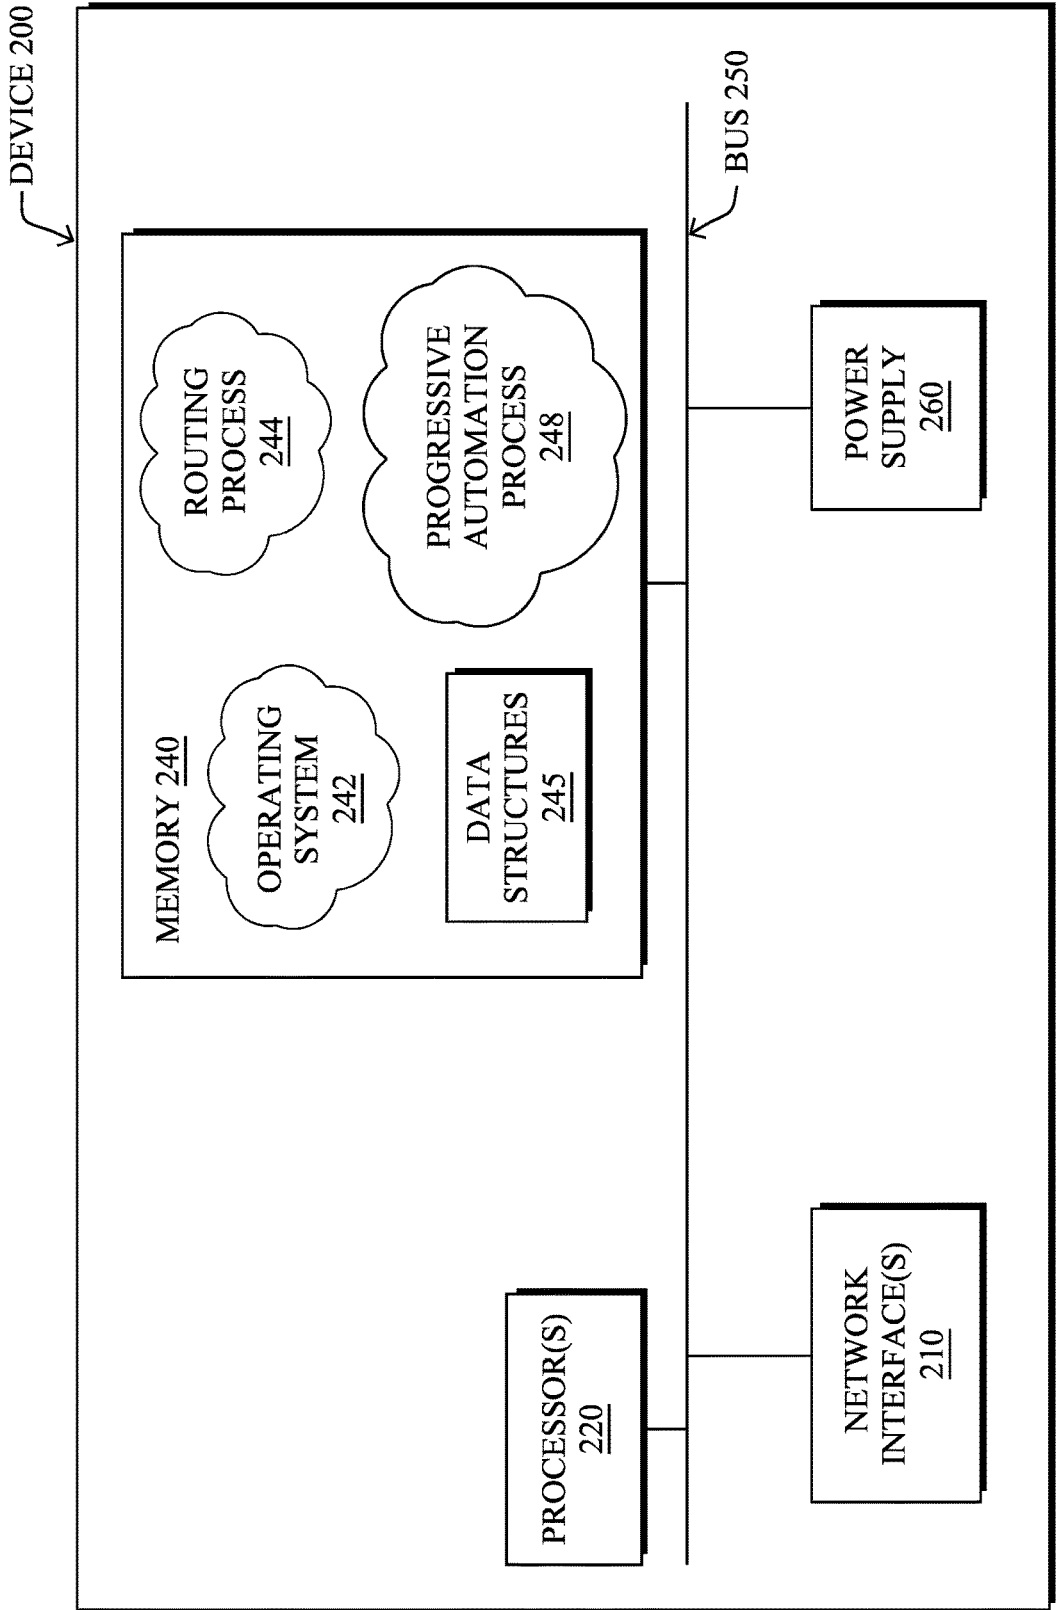 DEVICE 200
MEMORY 240
OPERATING
SYSTEM
242
ROUTING
PROCESS
244
DATA
STRUCTURES
245
PROGRESSIVE
AUTOMATION
PROCESS
248
PROCESSOR(S)
220
BUS 250
NETWORK
INTERFACE(S)
210
POWER
SUPPLY
260